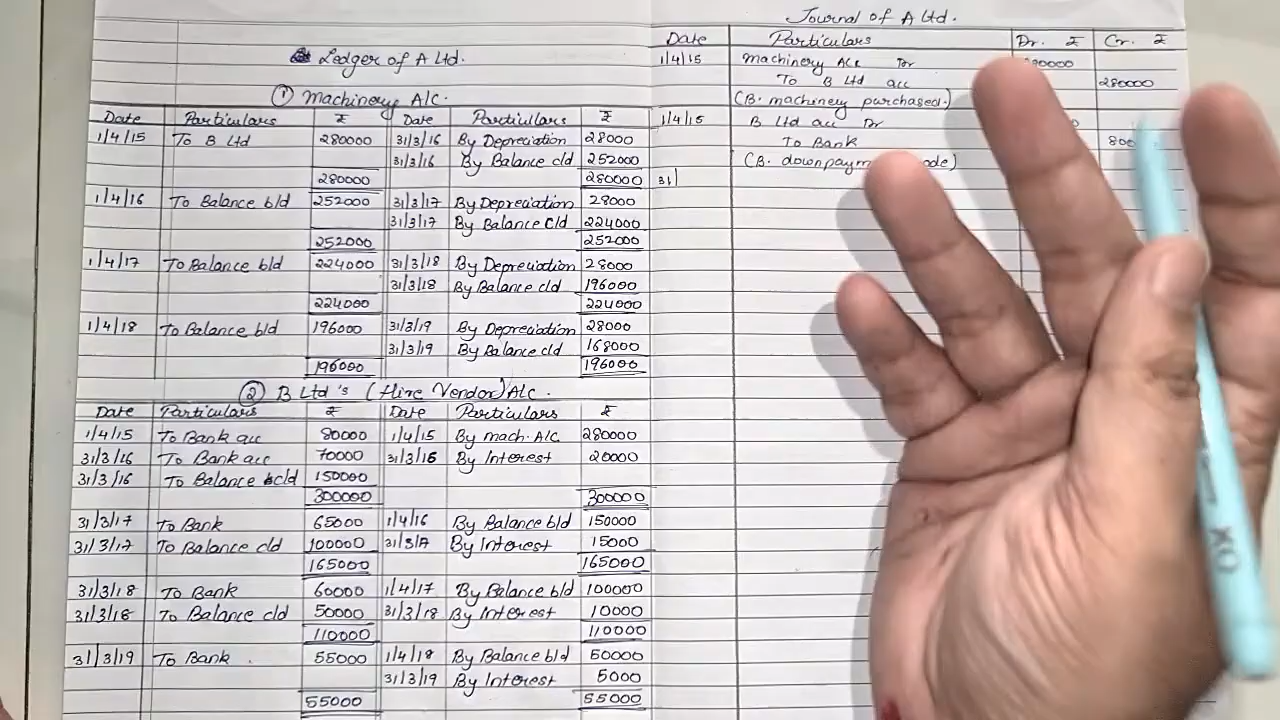 Ledger of A Ltd.
① Machinery A/c.
Date Particulars ₹ Date Particullars ₹
1/4/15 To B Ltd 280000 31/3/16 By Depreciation 28000
31/3/16 By Balance c/d 252000
280000 280000
1/4/16 To Balance b/d 252000 31/3/17 By Depreciation 28000
31/3/17 By Balance c/d 224000
252000 252000
1/4/17 To Balance b/d 224000 31/3/18 By Depreciation 28000
31/3/18 By Balance c/d 196000
224000 224000
1/4/18 To Balance b/d 196000 31/3/19 By Depreciation 28000
31/3/19 By Balance c/d 168000
196000 196000
② B Ltd's (Hire Vendor) A/c.
Date Particulars ₹ Date Particulars ₹
1/4/15 To Bank acc 80000 1/4/15 By mach. A/C 280000
31/3/16 To Bank acc 70000 31/3/16 By Interest 20000
31/3/16 To Balance c/d 150000
300000 300000
31/3/17 To Bank 65000 1/4/16 By Balance b/d 150000
31/3/17 To Balance c/d 100000 31/3/17 By Interest 15000
165000 165000
31/3/18 To Bank 60000 1/4/17 By Balance b/d 100000
31/3/18 To Balance c/d 50000 31/3/18 By Interest 10000
110000 110000
31/3/19 To Bank 55000 1/4/18 By Balance b/d 50000
31/3/19 By Interest 5000
55000 55000
Journal of A Ltd.
Date Particulars Dr. ₹ Cr. ₹
1/4/15 Machinery Acc Dr
To B Ltd acc 280000
(B. machinery purchased.)
1/4/15 B Ltd acc Dr
To Bank
(B.
31/
XO